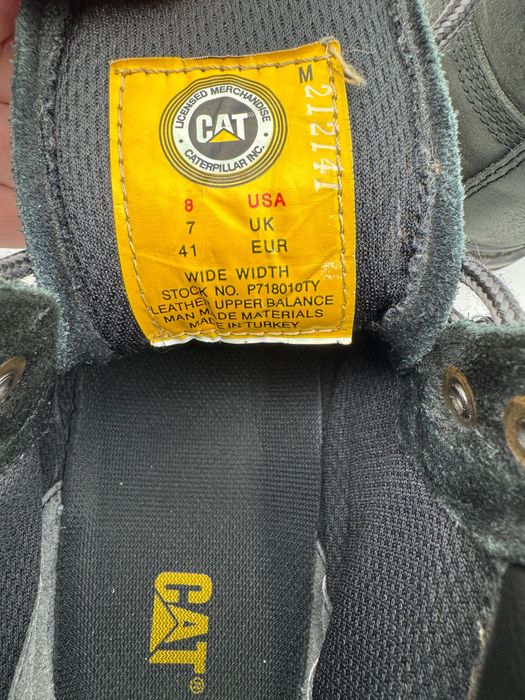 LICENSED MERCHANDISE
CAT
CATERPILLAR INC.
M 212141
8 USA
7 UK
41 EUR
WIDE WIDTH
STOCK NO. P718010TY
LEATHER UPPER BALANCE
MAN MADE MATERIALS
MADE IN TURKEY
CAT®